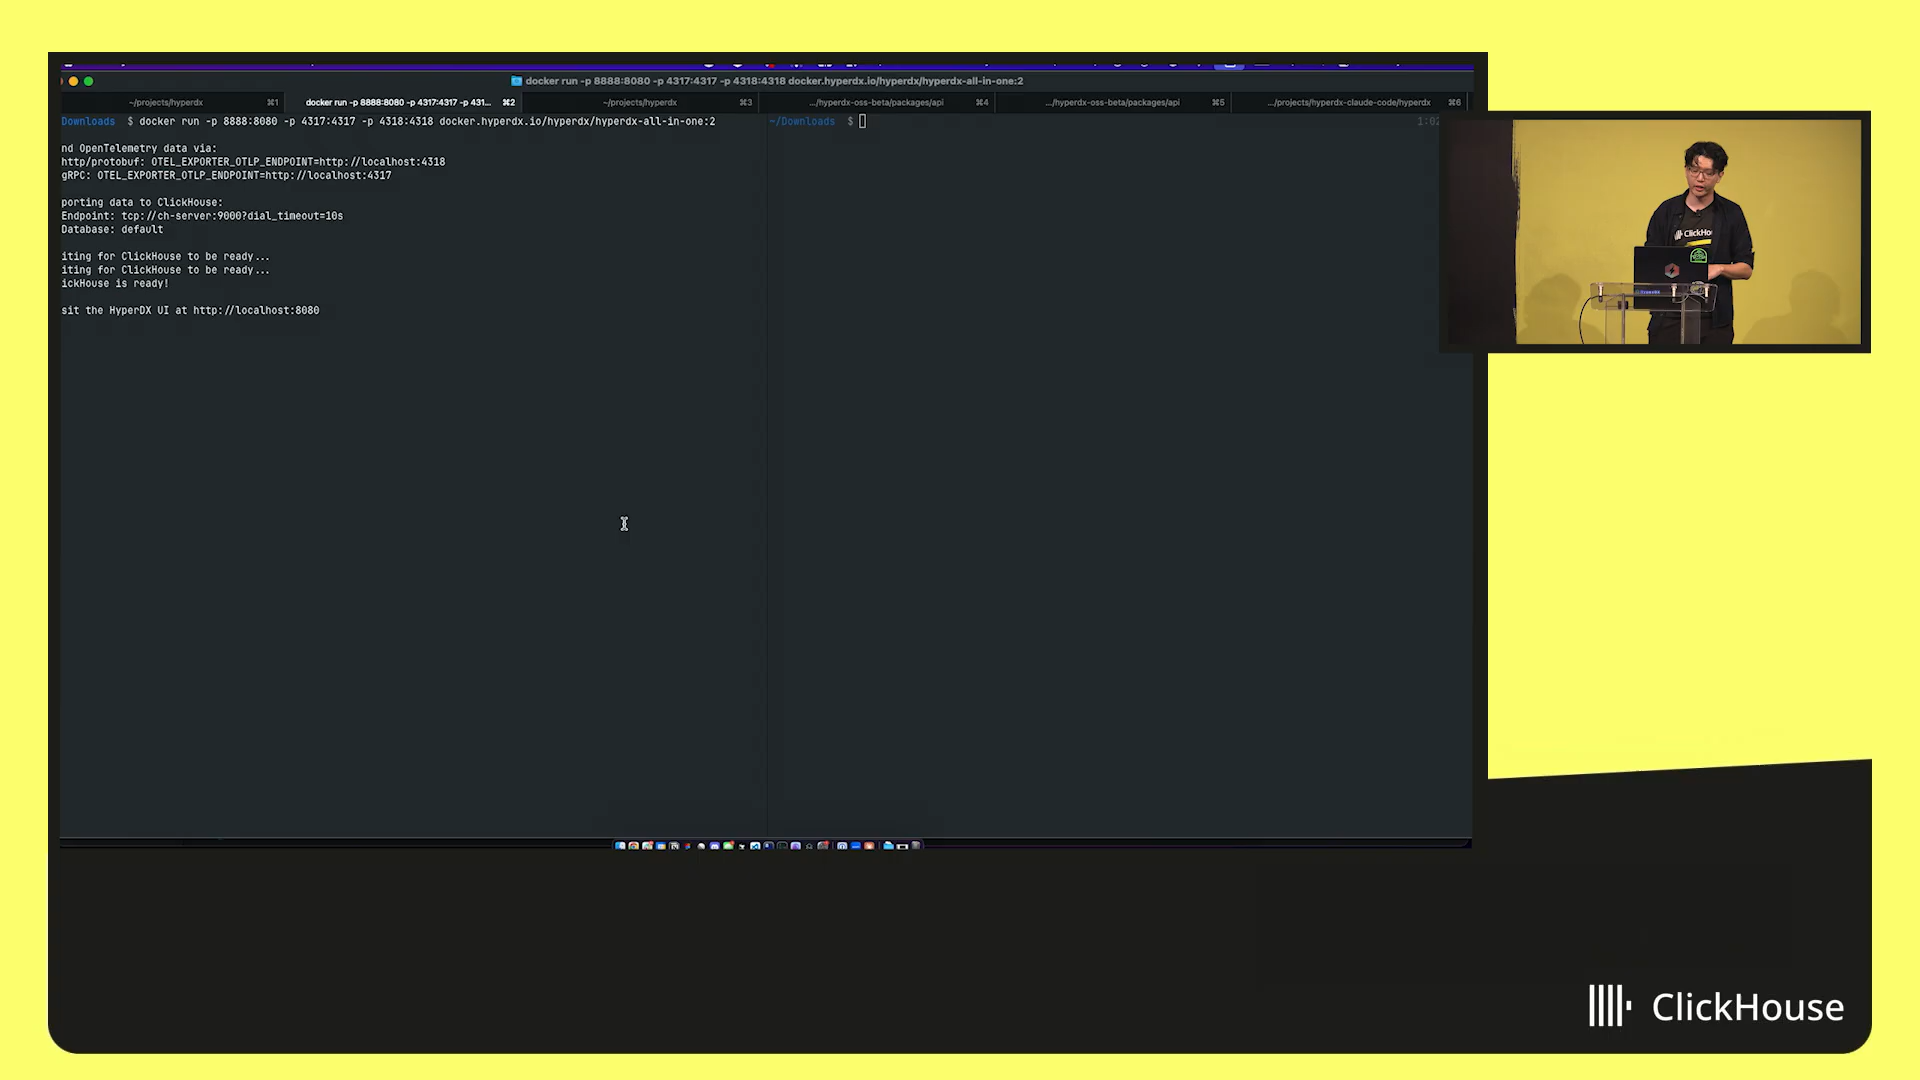 docker run -p 8888:8080 -p 4317:4317 -p 4318:4318 docker.hyperdx.io/hyperdx/hyperdx-all-in-one:2
~/projects/hyperdx ⌘1
docker run -p 8888:8080 -p 4317:4317 -p 431... ⌘2
~/projects/hyperdx ⌘3
.../hyperdx-oss-beta/packages/api ⌘4
.../hyperdx-oss-beta/packages/api ⌘5
.../projects/hyperdx-claude-code/hyperdx ⌘6
Downloads $ docker run -p 8888:8080 -p 4317:4317 -p 4318:4318 docker.hyperdx.io/hyperdx/hyperdx-all-in-one:2
nd OpenTelemetry data via:
http/protobuf: OTEL_EXPORTER_OTLP_ENDPOINT=http://localhost:4318
gRPC: OTEL_EXPORTER_OTLP_ENDPOINT=http://localhost:4317
porting data to ClickHouse:
Endpoint: tcp://ch-server:9000?dial_timeout=10s
Database: default
iting for ClickHouse to be ready...
iting for ClickHouse to be ready...
ickHouse is ready!
sit the HyperDX UI at http://localhost:8080
~/Downloads $
1:02
ClickHo
ClickHouse